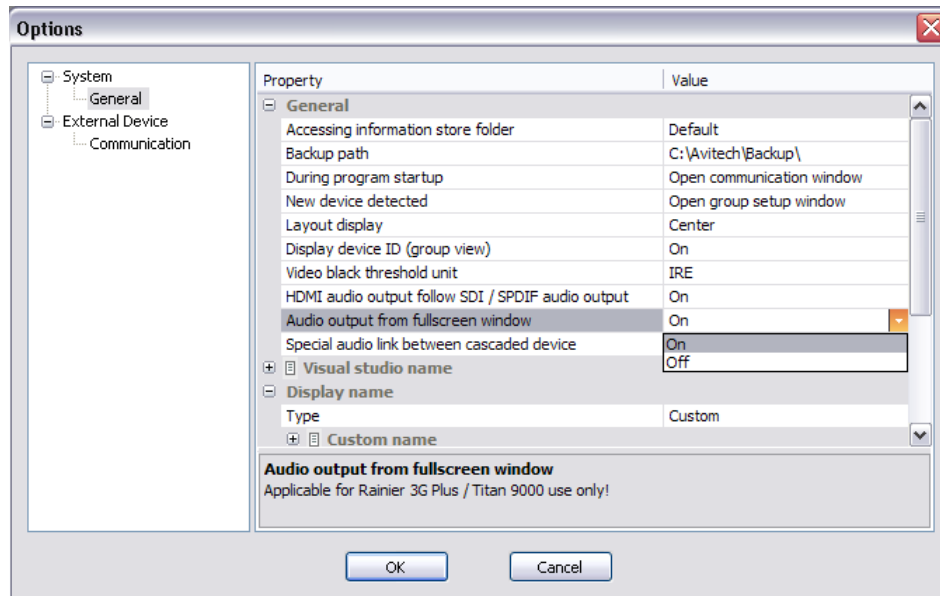 Options
System
General
External Device
Communication
Property Value
General
Accessing information store folder Default
Backup path C:\Avitech\Backup\
During program startup Open communication window
New device detected Open group setup window
Layout display Center
Display device ID (group view) On
Video black threshold unit IRE
HDMI audio output follow SDI / SPDIF audio output On
Audio output from fullscreen window On
Special audio link between cascaded device On
Off
Visual studio name
Display name
Type Custom
Custom name
Audio output from fullscreen window
Applicable for Rainier 3G Plus / Titan 9000 use only!
OK Cancel